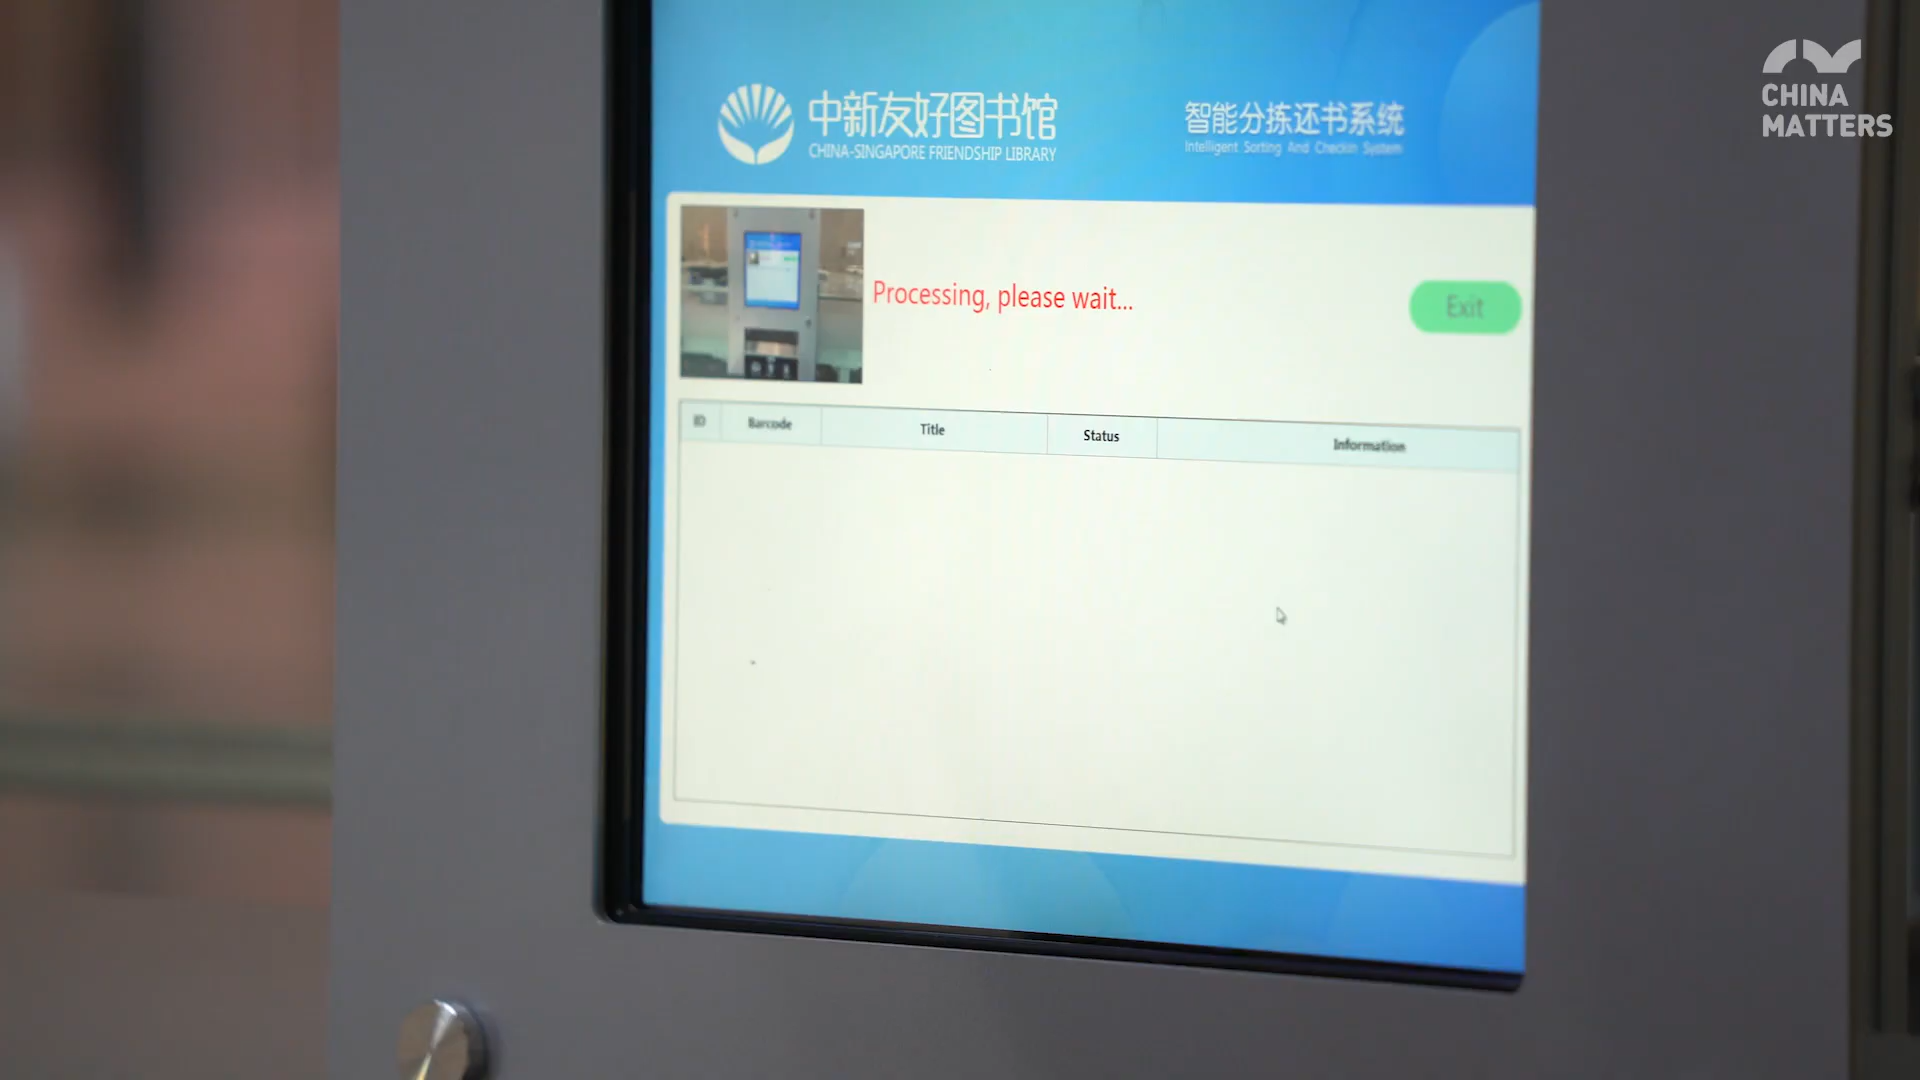 中新友好图书馆
CHINA-SINGAPORE FRIENDSHIP LIBRARY
智能分拣还书系统
Intelligent Sorting And Checkin System
CHINA
MATTERS
Processing, please wait...
Exit
ID Barcode Title Status Information